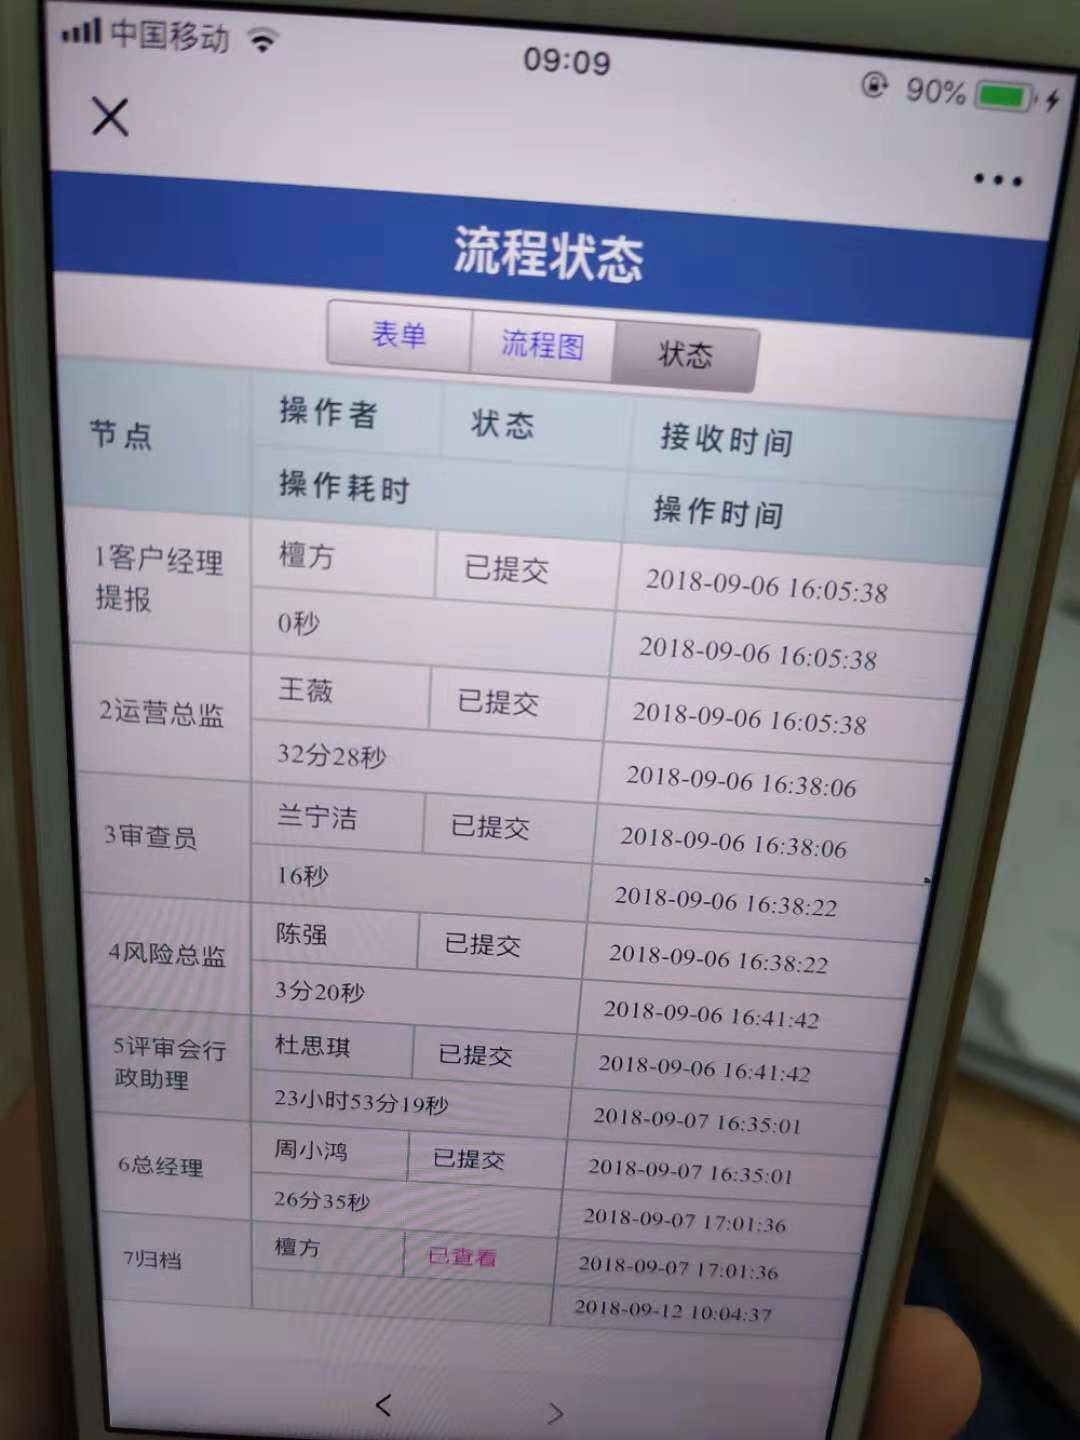 中国移动
09:09
90%
流程状态
表单 流程图 状态
节点 操作者 状态 接收时间
操作耗时 操作时间
1客户经理
提报
檀方 已提交 2018-09-06 16:05:38
0秒 2018-09-06 16:05:38
2运营总监
王薇 已提交 2018-09-06 16:05:38
32分28秒 2018-09-06 16:38:06
3审查员
兰宁洁 已提交 2018-09-06 16:38:06
16秒 2018-09-06 16:38:22
4风险总监
陈强 已提交 2018-09-06 16:38:22
3分20秒 2018-09-06 16:41:42
5评审会行
政助理
杜思琪 已提交 2018-09-06 16:41:42
23小时53分19秒 2018-09-07 16:35:01
6总经理
周小鸿 已提交 2018-09-07 16:35:01
26分35秒 2018-09-07 17:01:36
7归档
檀方 已查看 2018-09-07 17:01:36
2018-09-12 10:04:37